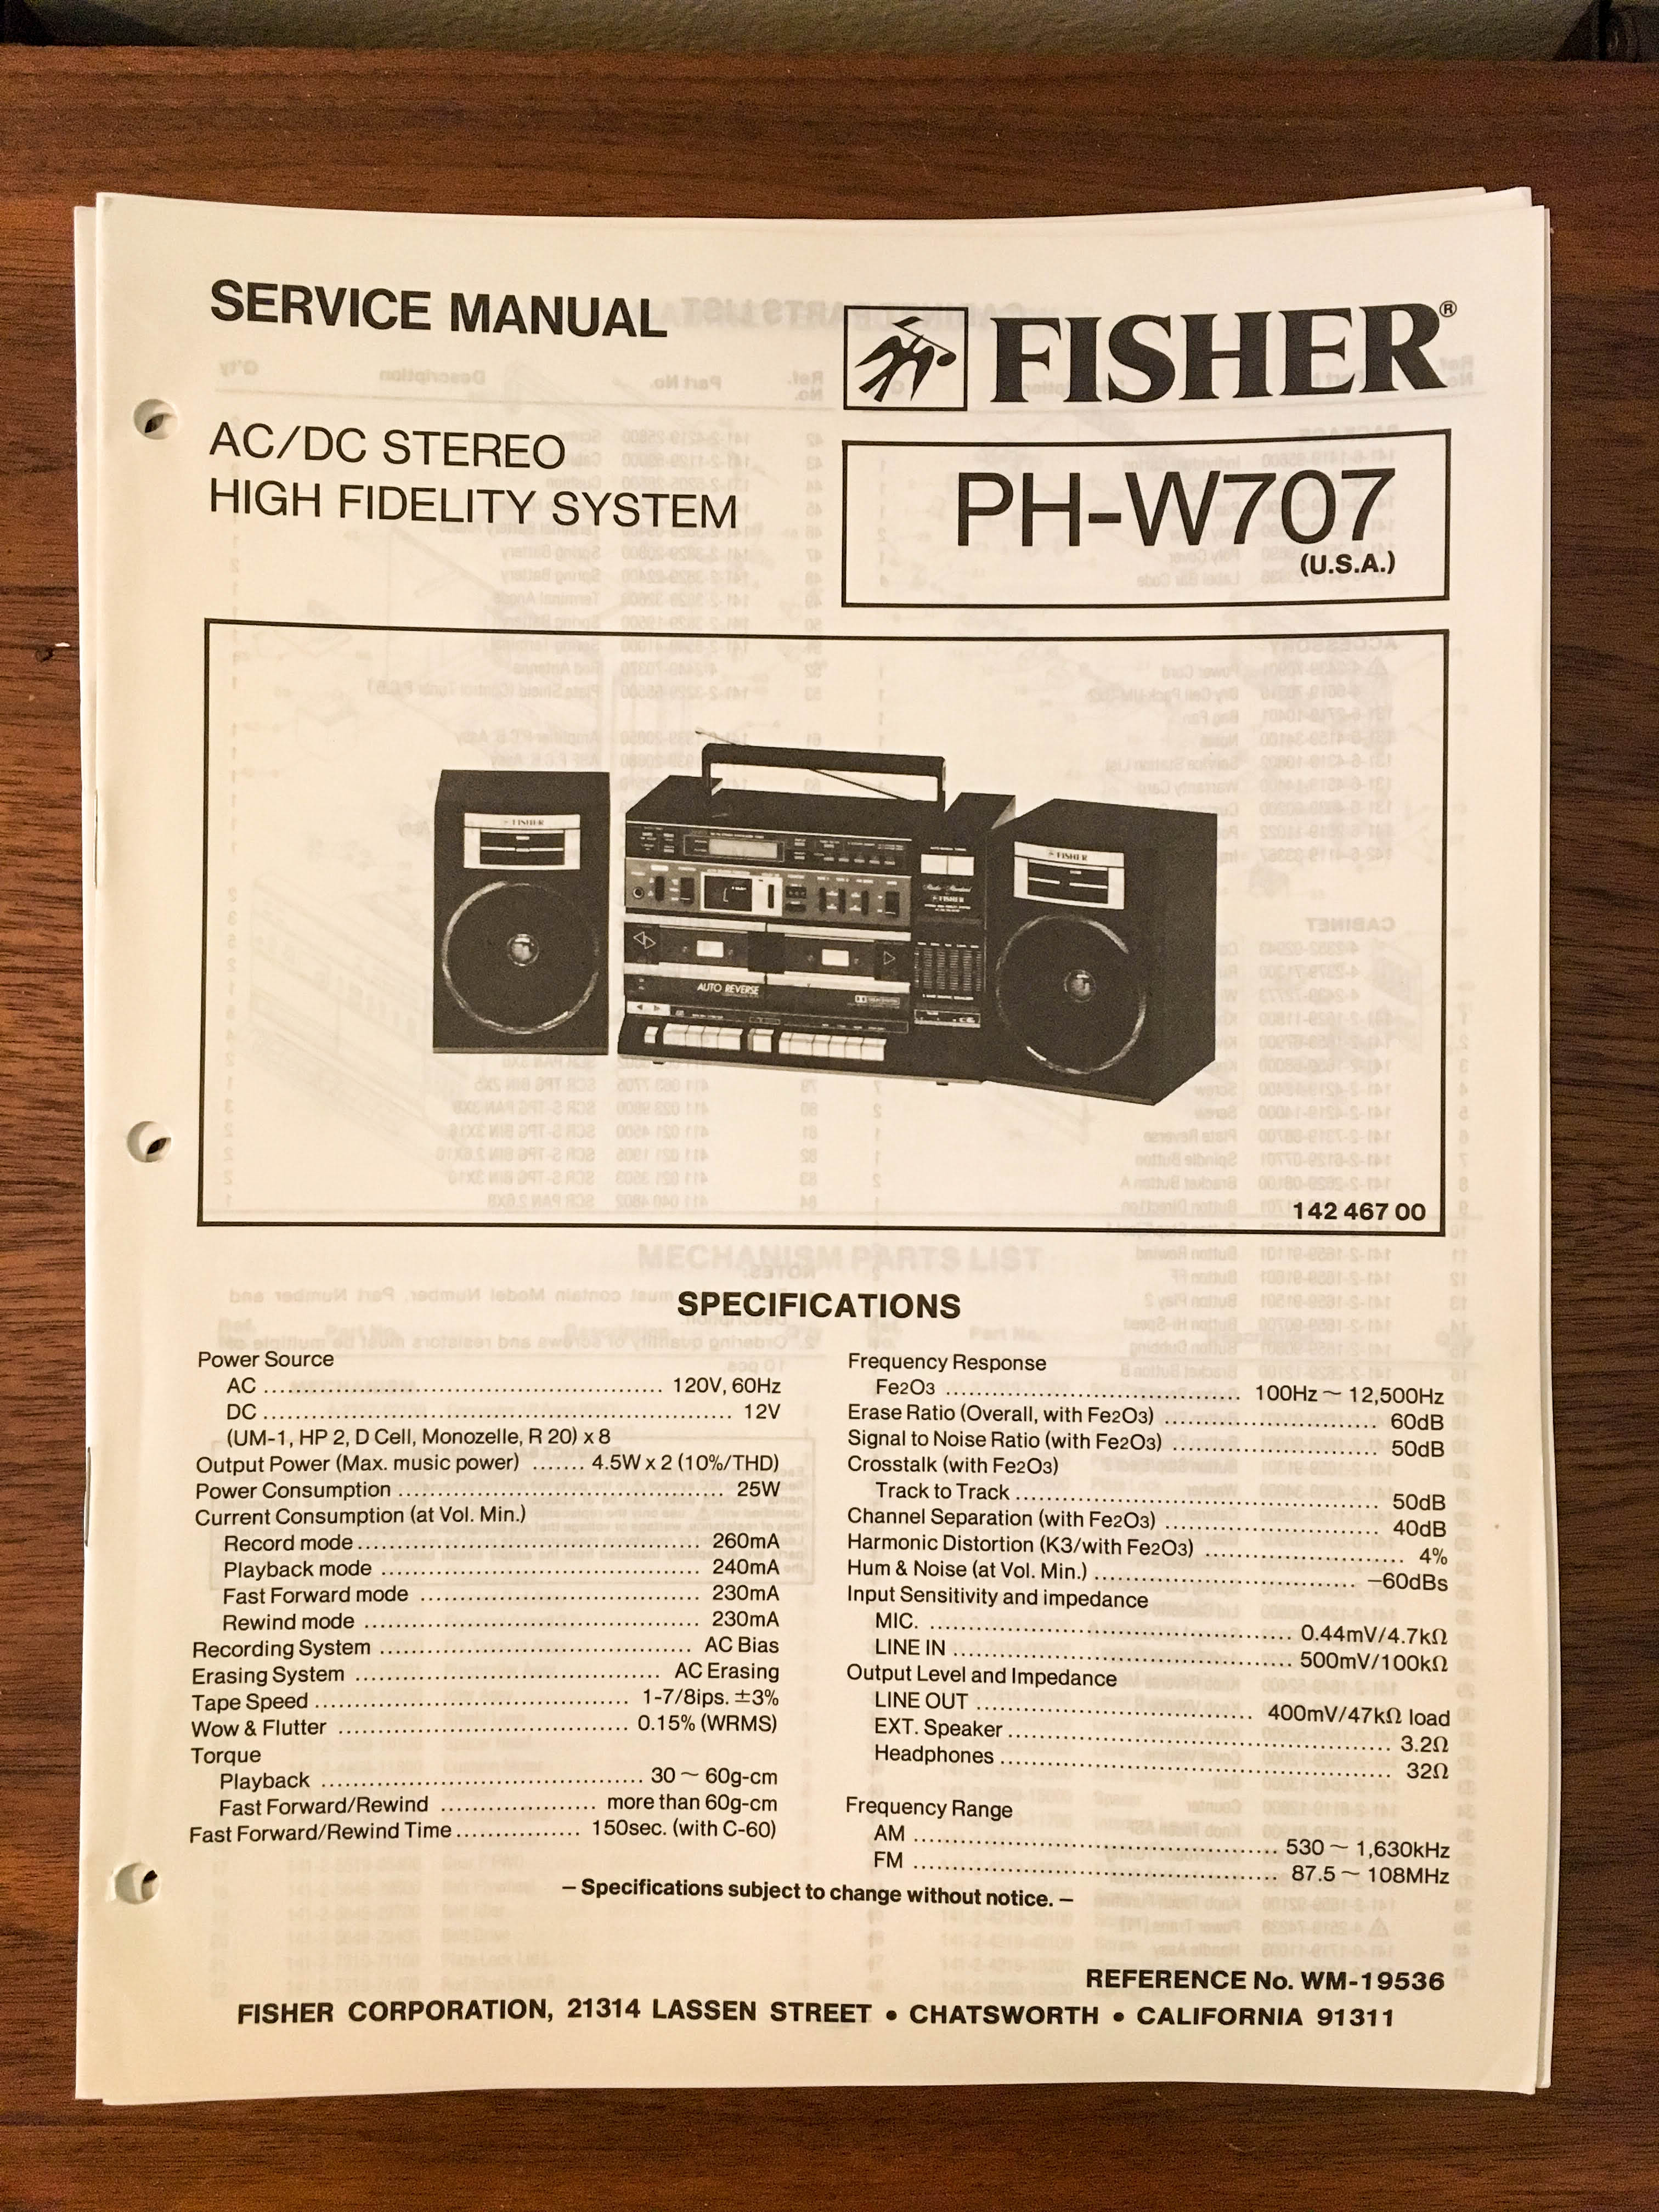 SERVICE MANUAL
FISHER®
AC/DC STEREO
HIGH FIDELITY SYSTEM
PH-W707
(U.S.A.)
FISHER
FISHER
FISHER
AUTO REVERSE
142 467 00
SPECIFICATIONS
Power Source
AC ............ 120V, 60Hz
DC ............ 12V
(UM-1, HP 2, D Cell, Monozelle, R 20) x 8
Output Power (Max. music power) ....... 4.5W x 2 (10%/THD)
Power Consumption ............ 25W
Current Consumption (at Vol. Min.)
Record mode ............ 260mA
Playback mode ............ 240mA
Fast Forward mode ............ 230mA
Rewind mode ............ 230mA
Recording System ............ AC Bias
Erasing System ............ AC Erasing
Tape Speed ............ 1-7/8ips. ±3%
Wow & Flutter ............ 0.15% (WRMS)
Torque
Playback ............ 30 ~ 60g-cm
Fast Forward/Rewind ............ more than 60g-cm
Fast Forward/Rewind Time ............ 150sec. (with C-60)
Frequency Response
Fe2O3 ............ 100Hz ~ 12,500Hz
Erase Ratio (Overall, with Fe2O3) ............ 60dB
Signal to Noise Ratio (with Fe2O3) ............ 50dB
Crosstalk (with Fe2O3)
Track to Track ............ 50dB
Channel Separation (with Fe2O3) ............ 40dB
Harmonic Distortion (K3/with Fe2O3) ............ 4%
Hum & Noise (at Vol. Min.) ............ −60dBs
Input Sensitivity and impedance
MIC. ............ 0.44mV/4.7kΩ
LINE IN ............ 500mV/100kΩ
Output Level and Impedance
LINE OUT ............ 400mV/47kΩ load
EXT. Speaker ............ 3.2Ω
Headphones ............ 32Ω
Frequency Range
AM ............ 530 ~ 1,630kHz
FM ............ 87.5 ~ 108MHz
– Specifications subject to change without notice. –
REFERENCE No. WM-19536
FISHER CORPORATION, 21314 LASSEN STREET • CHATSWORTH • CALIFORNIA 91311